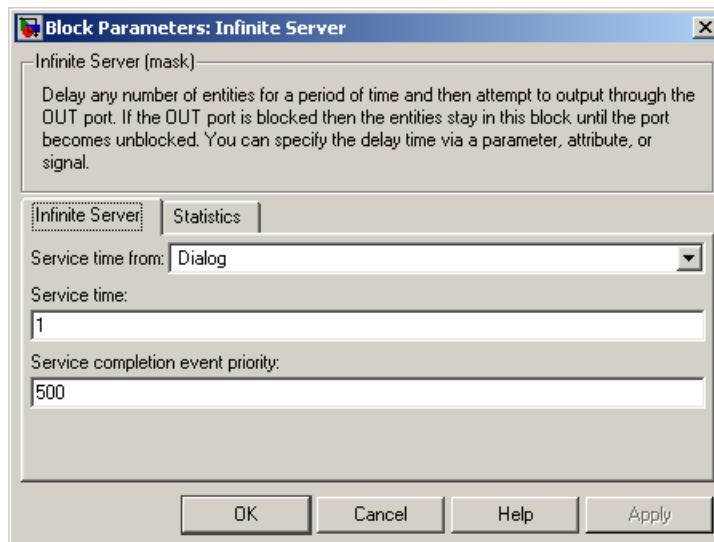 Block Parameters: Infinite Server
Infinite Server (mask)
Delay any number of entities for a period of time and then attempt to output through the
OUT port. If the OUT port is blocked then the entities stay in this block until the port
becomes unblocked. You can specify the delay time via a parameter, attribute, or
signal.
Infinite Server
Statistics
Service time from: Dialog
Service time:
1
Service completion event priority:
500
OK
Cancel
Help
Apply